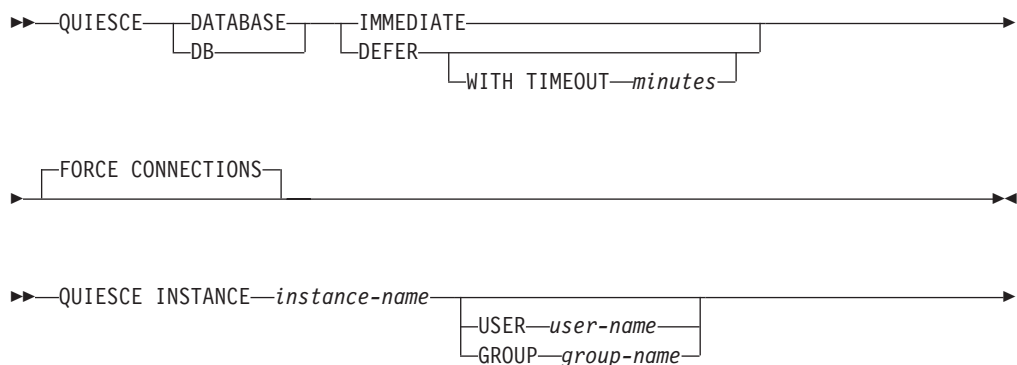 QUIESCE DATABASE IMMEDIATE
DB DEFER
WITH TIMEOUT minutes
FORCE CONNECTIONS
QUIESCE INSTANCE instance-name
USER user-name
GROUP group-name